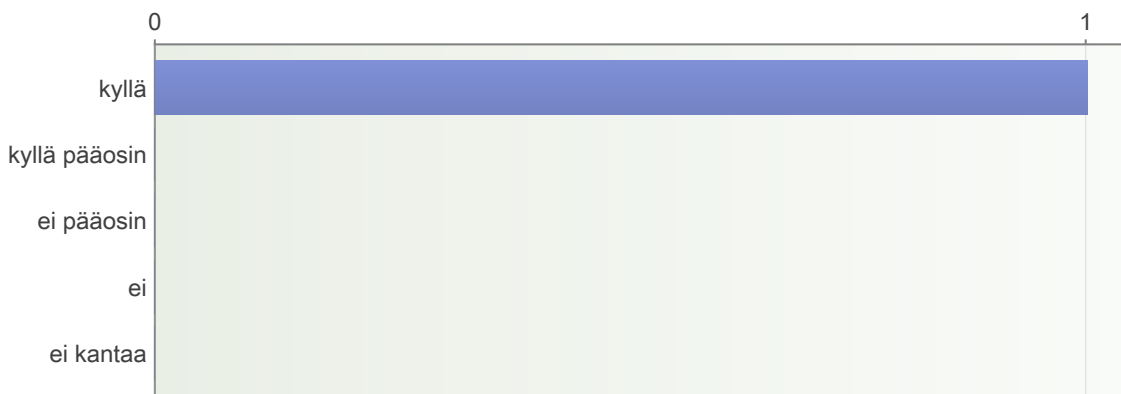 0 1
kyllä
kyllä pääosin
ei pääosin
ei
ei kantaa